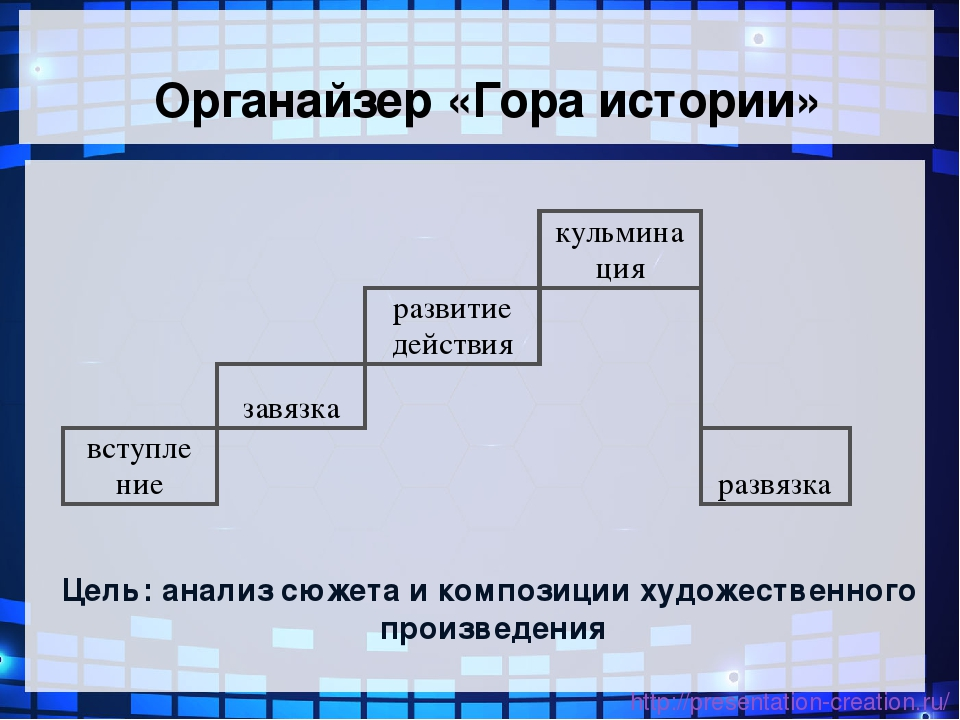 Органайзер «Гора истории»
кульмина
ция
развитие
действия
завязка
вступле
ние
развязка
Цель: анализ сюжета и композиции художественного
произведения
http://presentation-creation.ru/